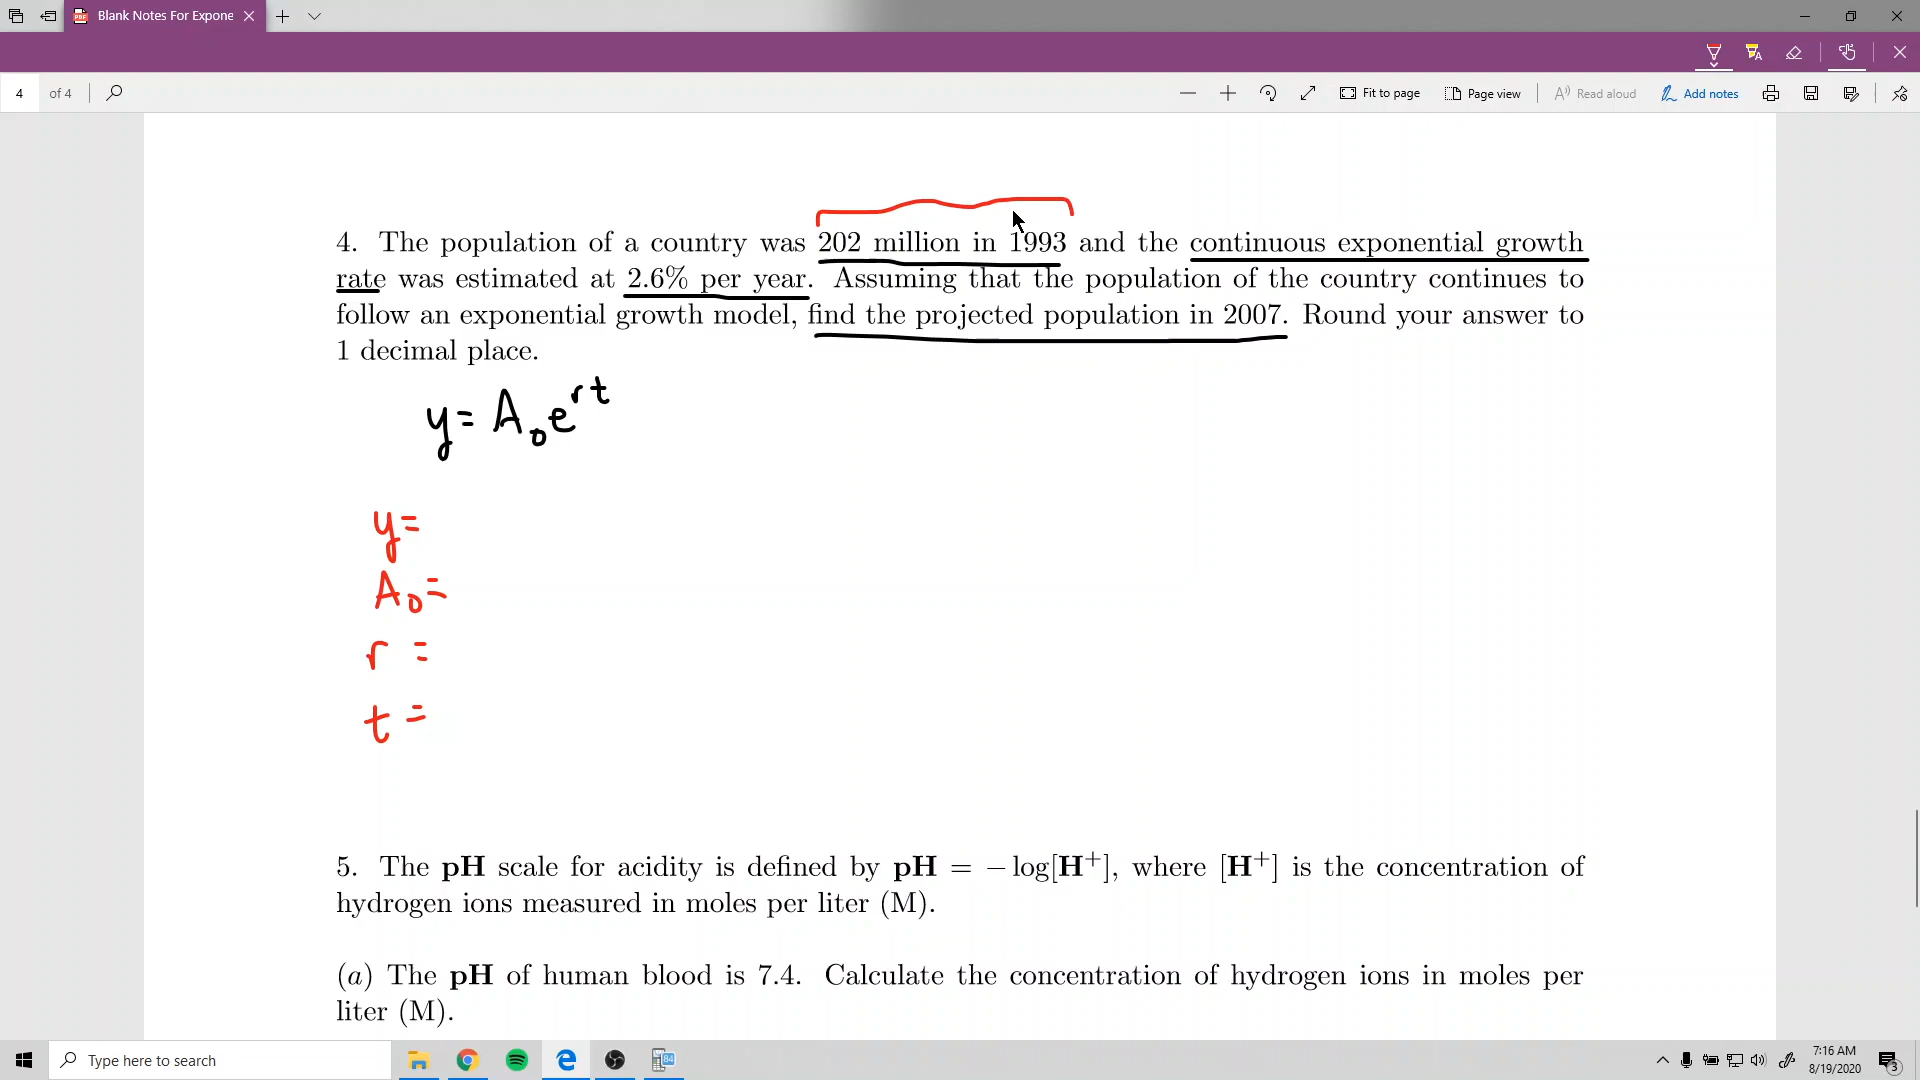 Blank Notes For Expone
4 of 4
Fit to page
Page view
Read aloud
Add notes
4. The population of a country was 202 million in 1993 and the continuous exponential growth
rate was estimated at 2.6% per year. Assuming that the population of the country continues to
follow an exponential growth model, find the projected population in 2007. Round your answer to
1 decimal place.
y = A₀e^{rt}
y =
A₀ =
r =
t =
5. The pH scale for acidity is defined by pH = − log[H⁺], where [H⁺] is the concentration of
hydrogen ions measured in moles per liter (M).
(a) The pH of human blood is 7.4. Calculate the concentration of hydrogen ions in moles per
liter (M).
Type here to search
84
7:16 AM
8/19/2020
3